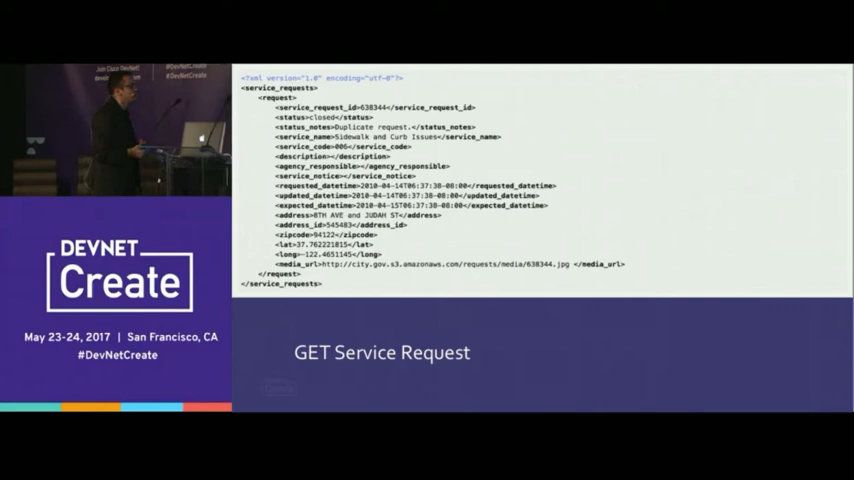 Join Cisco DevNet!
#DevNetCreate
#DevNetCreate
DEVNET
Create
May 23-24, 2017 | San Francisco, CA
#DevNetCreate
<?xml version="1.0" encoding="utf-8"?>
<service_requests>
<request>
<service_request_id>638344</service_request_id>
<status>closed</status>
<status_notes>Duplicate request.</status_notes>
<service_name>Sidewalk and Curb Issues</service_name>
<service_code>006</service_code>
<description></description>
<agency_responsible></agency_responsible>
<service_notice></service_notice>
<requested_datetime>2010-04-14T06:37:38-08:00</requested_datetime>
<updated_datetime>2010-04-14T06:37:38-08:00</updated_datetime>
<expected_datetime>2010-04-15T06:37:38-08:00</expected_datetime>
<address>8TH AVE and JUDAH ST</address>
<address_id>545483</address_id>
<zipcode>94122</zipcode>
<lat>37.762221815</lat>
<long>-122.4651145</long>
<media_url>http://city.gov.s3.amazonaws.com/requests/media/638344.jpg </media_url>
</request>
</service_requests>
GET Service Request